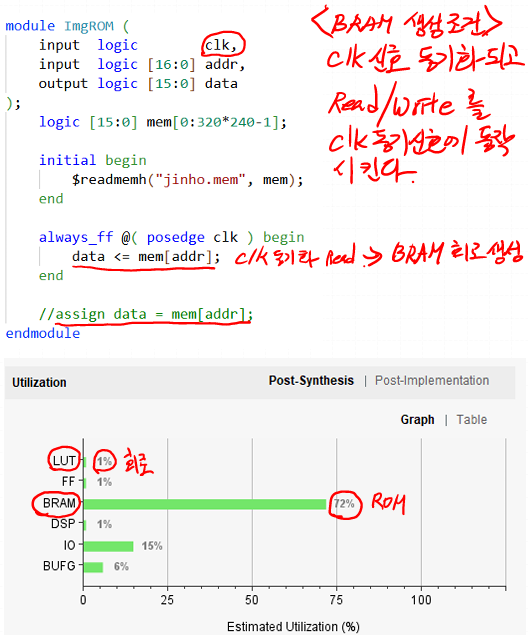 module ImgROM (
input logic clk,
input logic [16:0] addr,
output logic [15:0] data
);
logic [15:0] mem[0:320*240-1];
initial begin
$readmemh("jinho.mem", mem);
end
always_ff @( posedge clk ) begin
data <= mem[addr];
end
//assign data = mem[addr];
endmodule
<BRAM 생성조건>
clk 신호 동기화되고
Read/Write 를
clk 동기신호에 동작
시킨다.
clk 동기화 Read → BRAM 회로 생성
Utilization
Post-Synthesis | Post-Implementation
Graph | Table
LUT 1% 회로
FF 1%
BRAM 72% ROM
DSP 1%
IO 15%
BUFG 6%
0 25 50 75 100
Estimated Utilization (%)